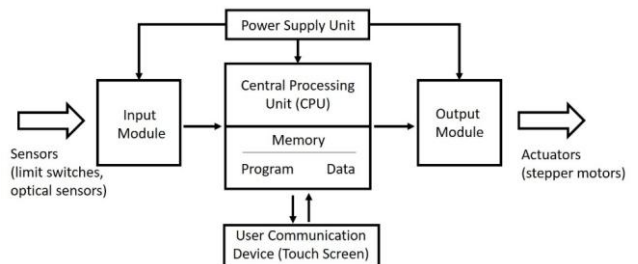 Power Supply Unit
Input
Module
Central Processing
Unit (CPU)
Memory
Program Data
Output
Module
Sensors
(limit switches,
optical sensors)
Actuators
(stepper motors)
User Communication
Device (Touch Screen)